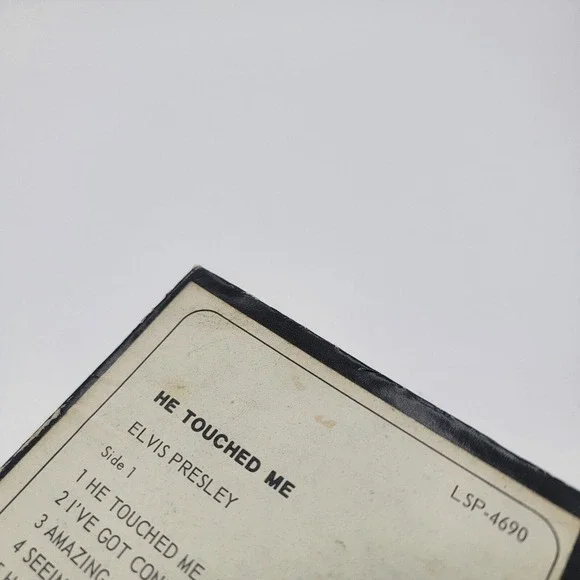 HE TOUCHED ME
ELVIS PRESLEY
LSP-4690
Side 1
1 HE TOUCHED ME
2 I'VE GOT CON
3 AMAZING
4 SEEIN